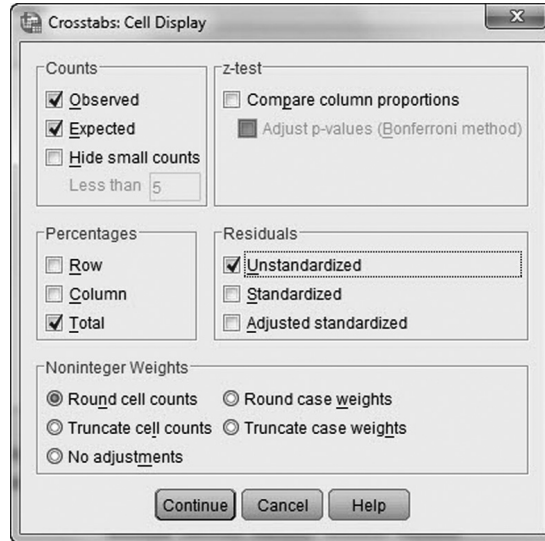 Crosstabs: Cell Display
x
Counts
Observed
Expected
Hide small counts
Less than 5
z-test
Compare column proportions
Adjust p-values (Bonferroni method)
Percentages
Row
Column
Total
Residuals
Unstandardized
Standardized
Adjusted standardized
Noninteger Weights
Round cell counts
Round case weights
Truncate cell counts
Truncate case weights
No adjustments
Continue
Cancel
Help